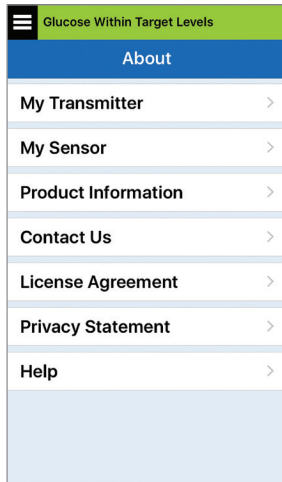 Glucose Within Target Levels
About
My Transmitter
My Sensor
Product Information
Contact Us
License Agreement
Privacy Statement
Help